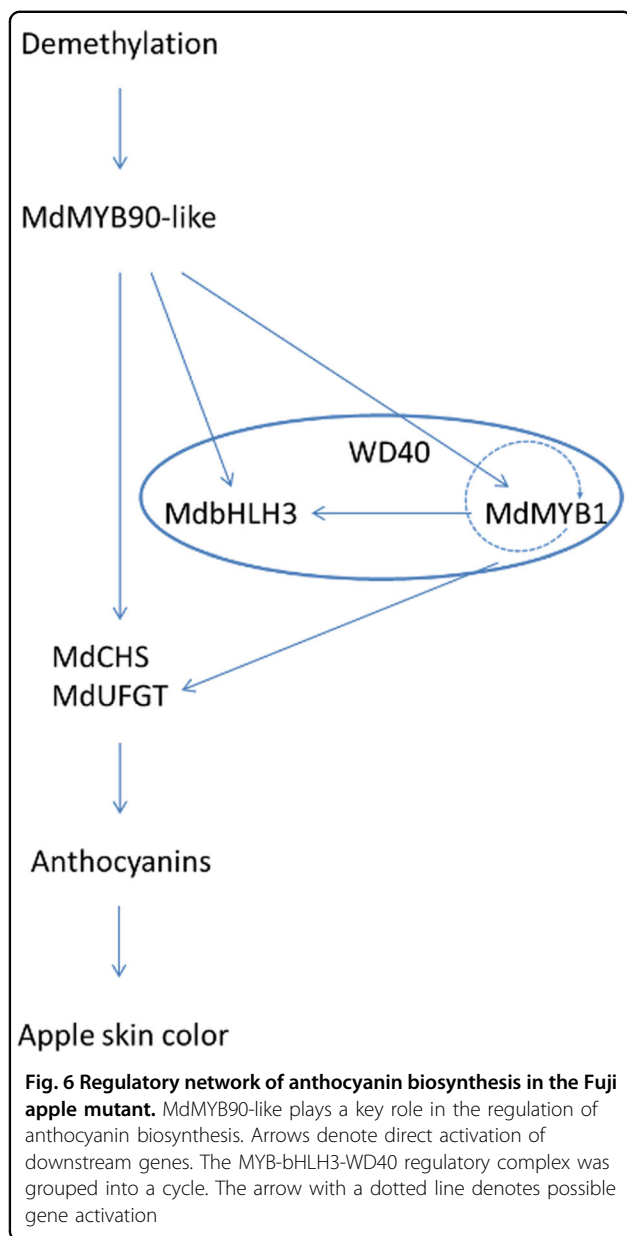 Demethylation
MdMYB90-like
WD40
MdbHLH3
MdMYB1
MdCHS
MdUFGT
Anthocyanins
Apple skin color
Fig. 6 Regulatory network of anthocyanin biosynthesis in the Fuji
apple mutant. MdMYB90-like plays a key role in the regulation of
anthocyanin biosynthesis. Arrows denote direct activation of
downstream genes. The MYB-bHLH3-WD40 regulatory complex was
grouped into a cycle. The arrow with a dotted line denotes possible
gene activation